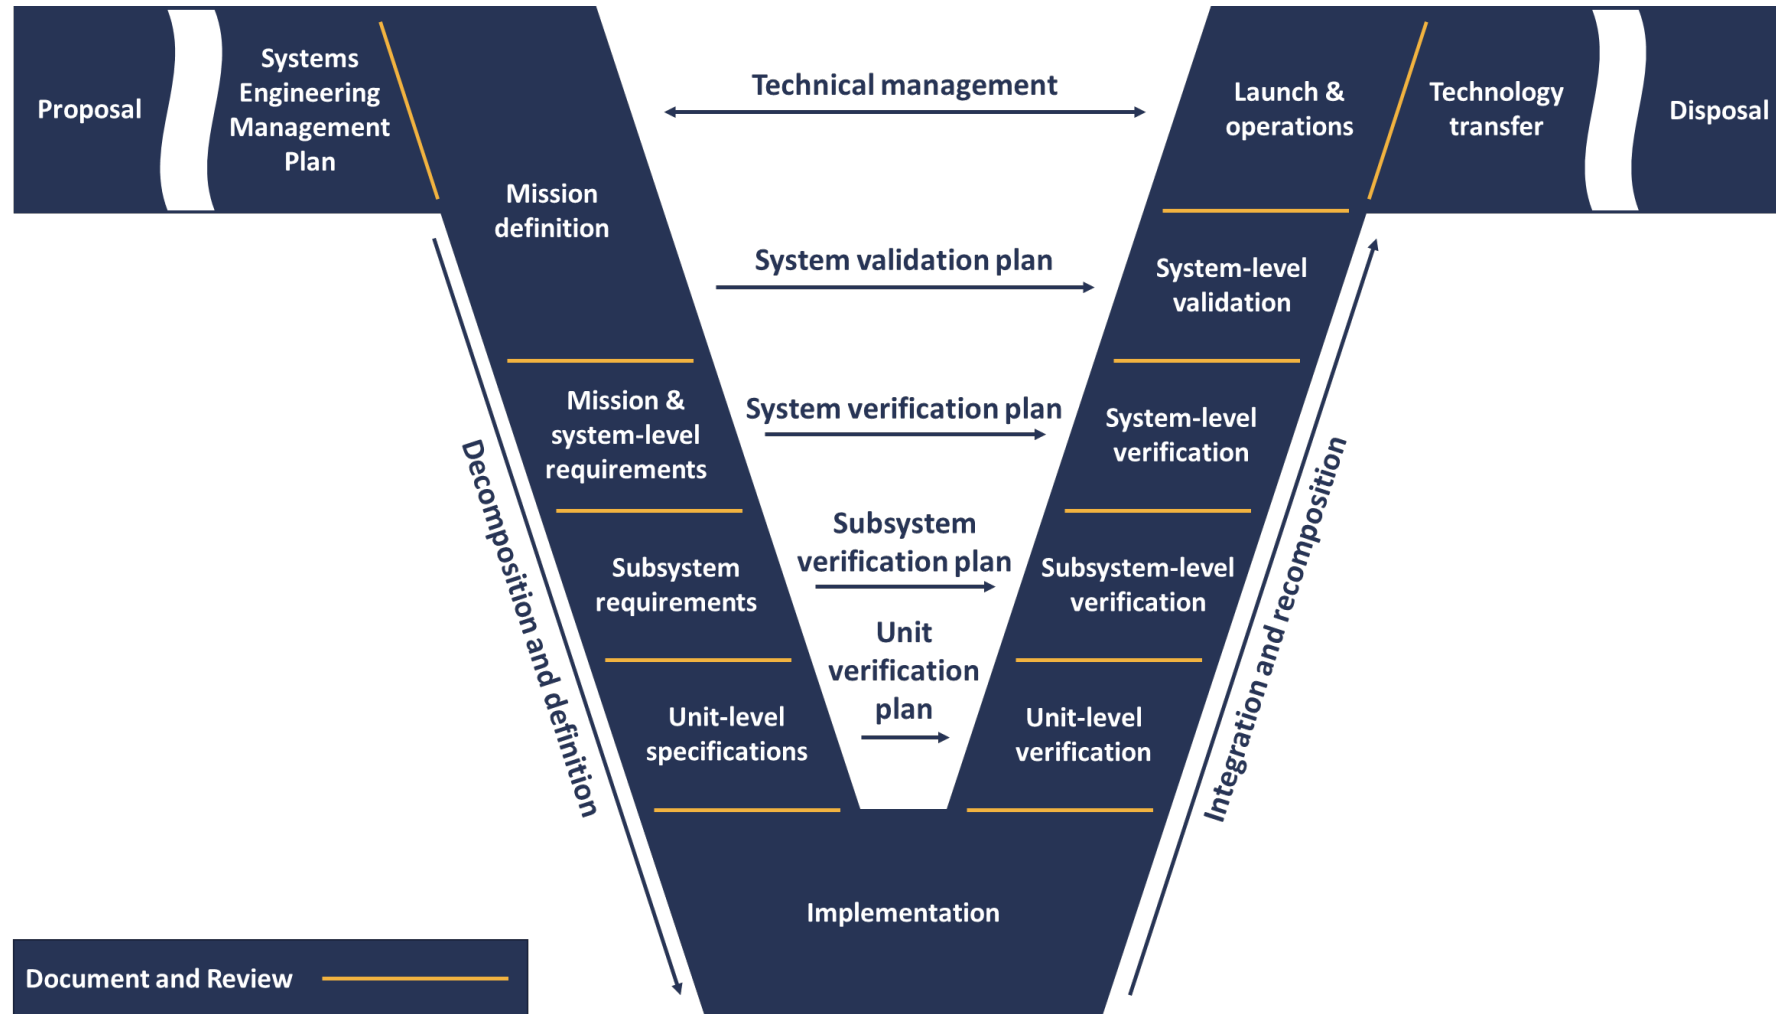 Proposal
Systems
Engineering
Management
Plan
Mission
definition
Mission &
system-level
requirements
Subsystem
requirements
Unit-level
specifications
Implementation
Unit-level
verification
Subsystem-level
verification
System-level
verification
System-level
validation
Launch &
operations
Technology
transfer
Disposal
Technical management
System validation plan
System verification plan
Subsystem
verification plan
Unit
verification
plan
Decomposition and definition
Integration and recomposition
Document and Review